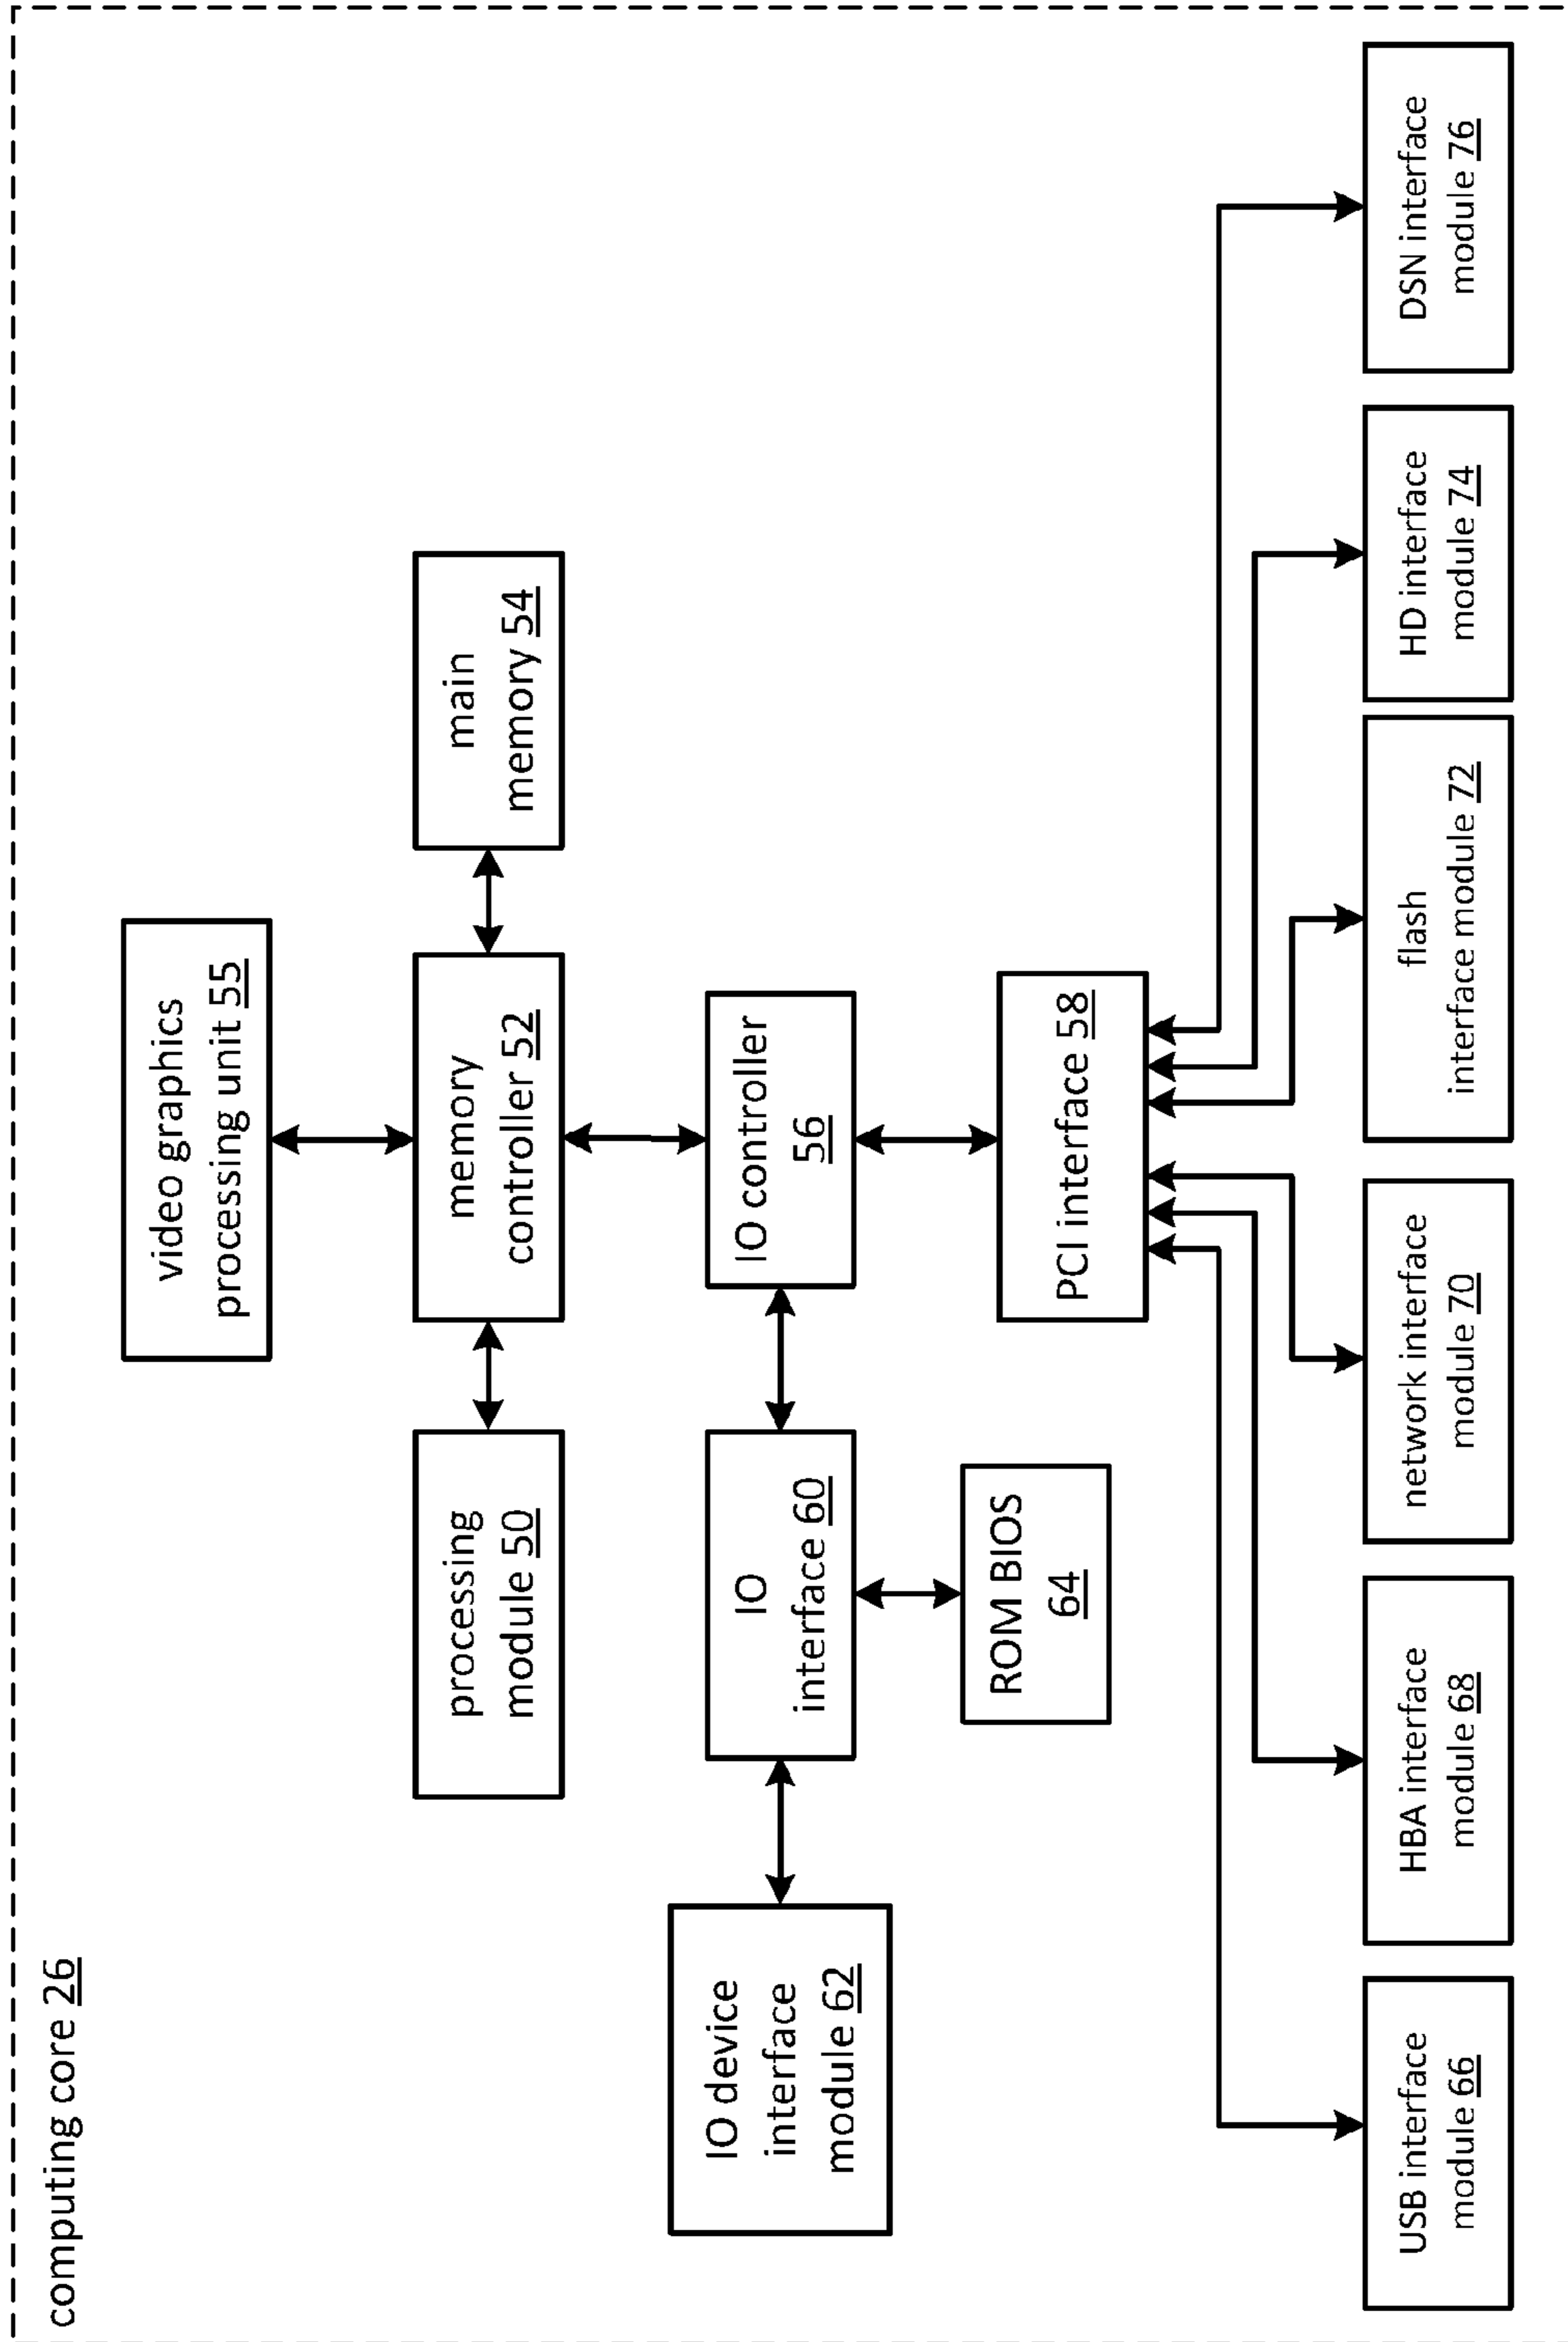 computing core 26
video graphics
processing unit 55
processing
module 50
memory
controller 52
main
memory 54
IO device
interface
module 62
IO
interface 60
IO controller
56
ROM BIOS
64
PCI interface 58
USB interface
module 66
HBA interface
module 68
network interface
module 70
flash
interface module 72
HD interface
module 74
DSN interface
module 76